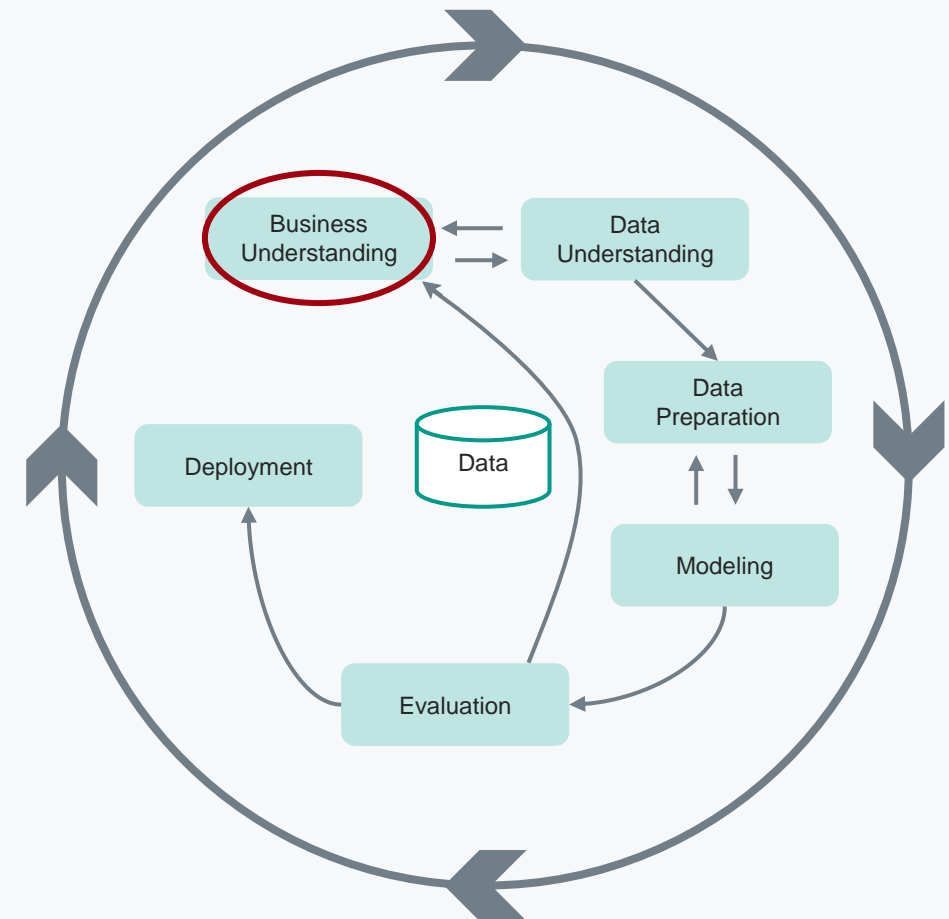 Business
Understanding
Data
Understanding
Data
Preparation
Deployment
Data
Modeling
Evaluation